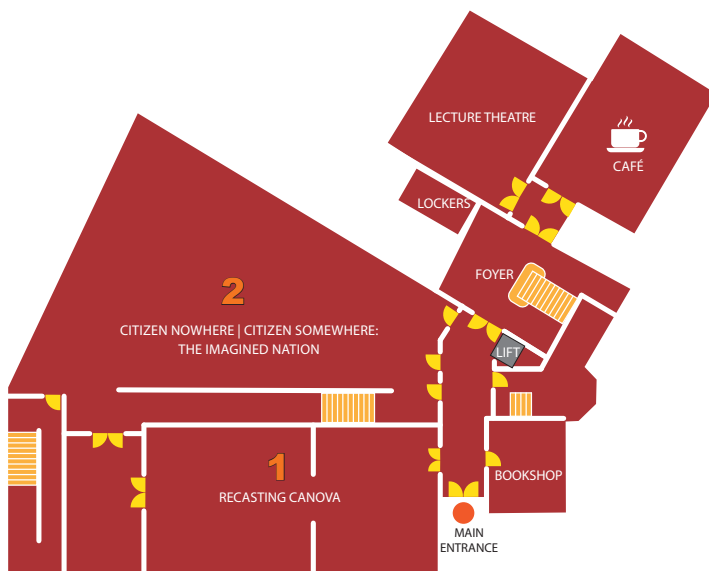 LECTURE THEATRE
CAFÉ
LOCKERS
FOYER
2
CITIZEN NOWHERE | CITIZEN SOMEWHERE:
THE IMAGINED NATION
LIFT
1
RECASTING CANOVA
BOOKSHOP
MAIN
ENTRANCE